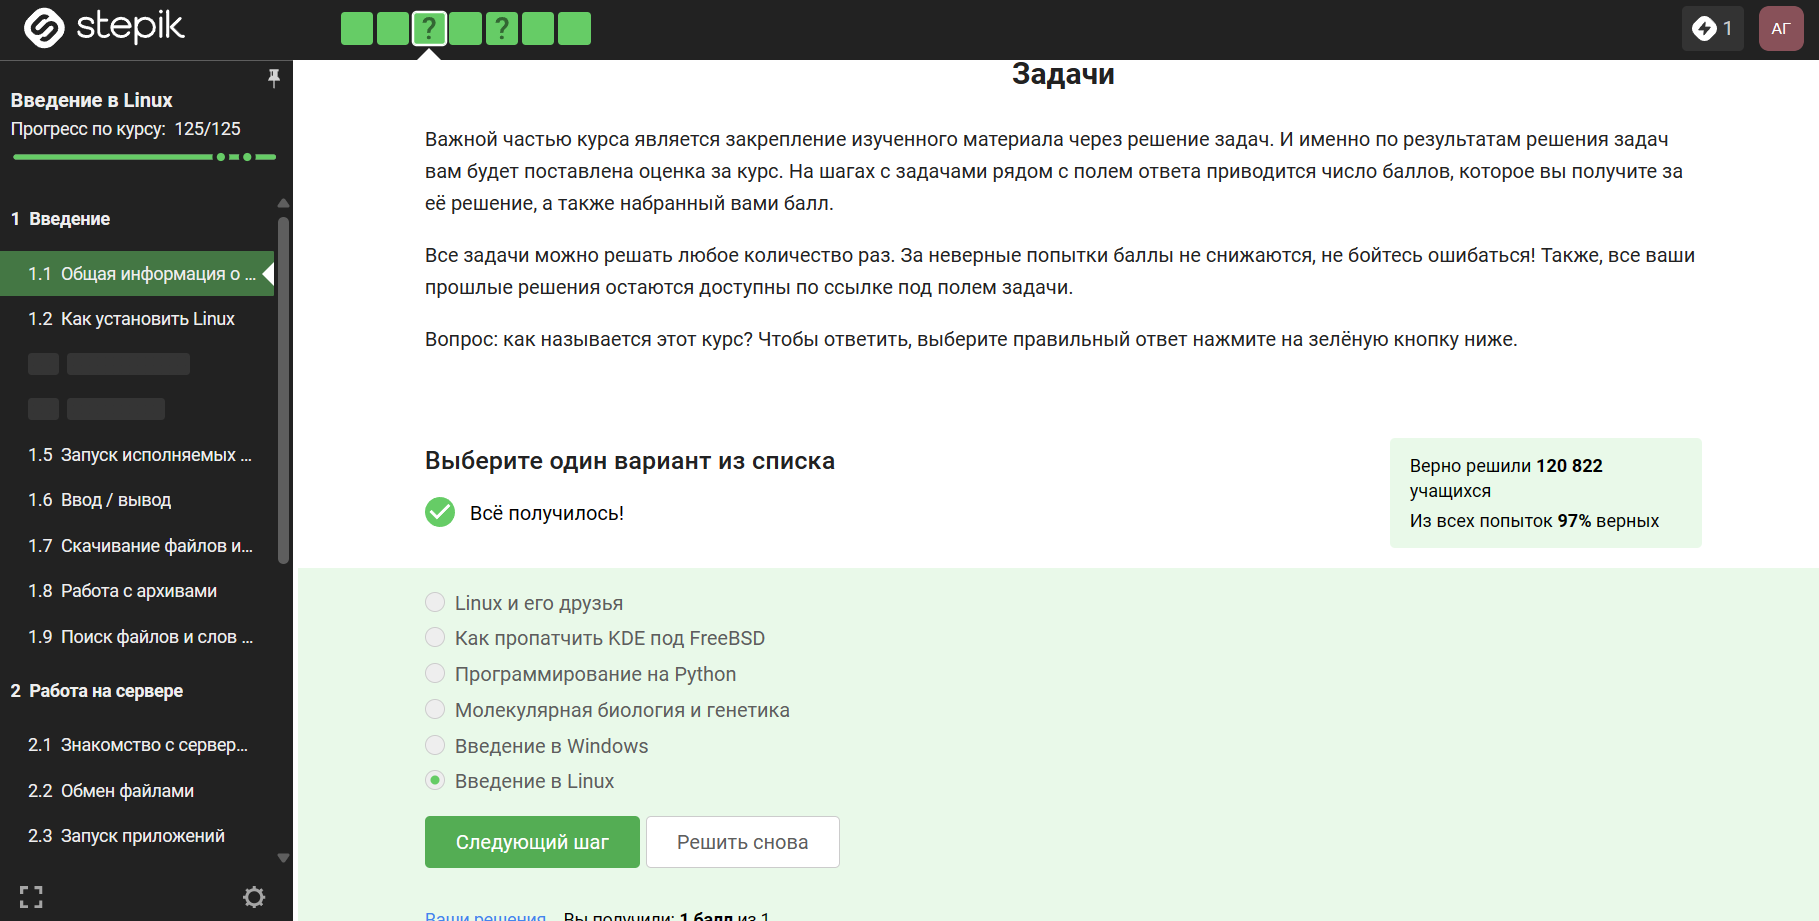 stepik
?
?
1
АГ
Введение в Linux
Прогресс по курсу: 125/125
1 Введение
1.1 Общая информация о ...
1.2 Как установить Linux
1.5 Запуск исполняемых ...
1.6 Ввод / вывод
1.7 Скачивание файлов и...
1.8 Работа с архивами
1.9 Поиск файлов и слов ...
2 Работа на сервере
2.1 Знакомство с сервер...
2.2 Обмен файлами
2.3 Запуск приложений
Задачи
Важной частью курса является закрепление изученного материала через решение задач. И именно по результатам решения задач
вам будет поставлена оценка за курс. На шагах с задачами рядом с полем ответа приводится число баллов, которое вы получите за
её решение, а также набранный вами балл.
Все задачи можно решать любое количество раз. За неверные попытки баллы не снижаются, не бойтесь ошибаться! Также, все ваши
прошлые решения остаются доступны по ссылке под полем задачи.
Вопрос: как называется этот курс? Чтобы ответить, выберите правильный ответ нажмите на зелёную кнопку ниже.
Выберите один вариант из списка
Всё получилось!
Верно решили 120 822
учащихся
Из всех попыток 97% верных
Linux и его друзья
Как пропатчить KDE под FreeBSD
Программирование на Python
Молекулярная биология и генетика
Введение в Windows
Введение в Linux
Следующий шаг
Решить снова
Ваши решения Вы получили: 1 балл из 1